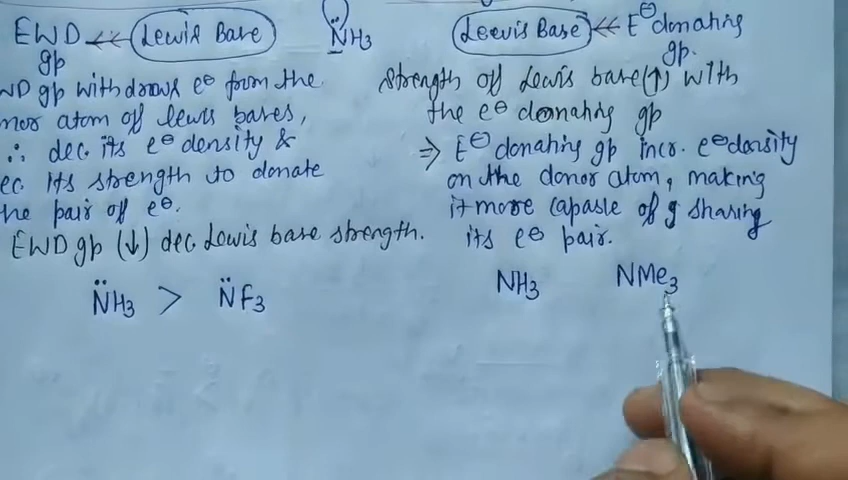 EWD << Lewis Base
gp
N̈H3
ND gp withdraws e⊖ from the
nor atom of lewis bases,
∴ dec. its e⊖ density &
ec. its strength to donate
he pair of e⊖.
EWD gp (↓) dec. Lewis base strength.
N̈H3 > N̈F3
Lewis Base << E⊖ donating
gp.
strength of Lewis base(↑) with
the e⊖ donating gp
⇒ E⊖ donating gp incr. e⊖ density
on the donor atom, making
it more capable of sharing
its e⊖ pair.
NH3 NMe3